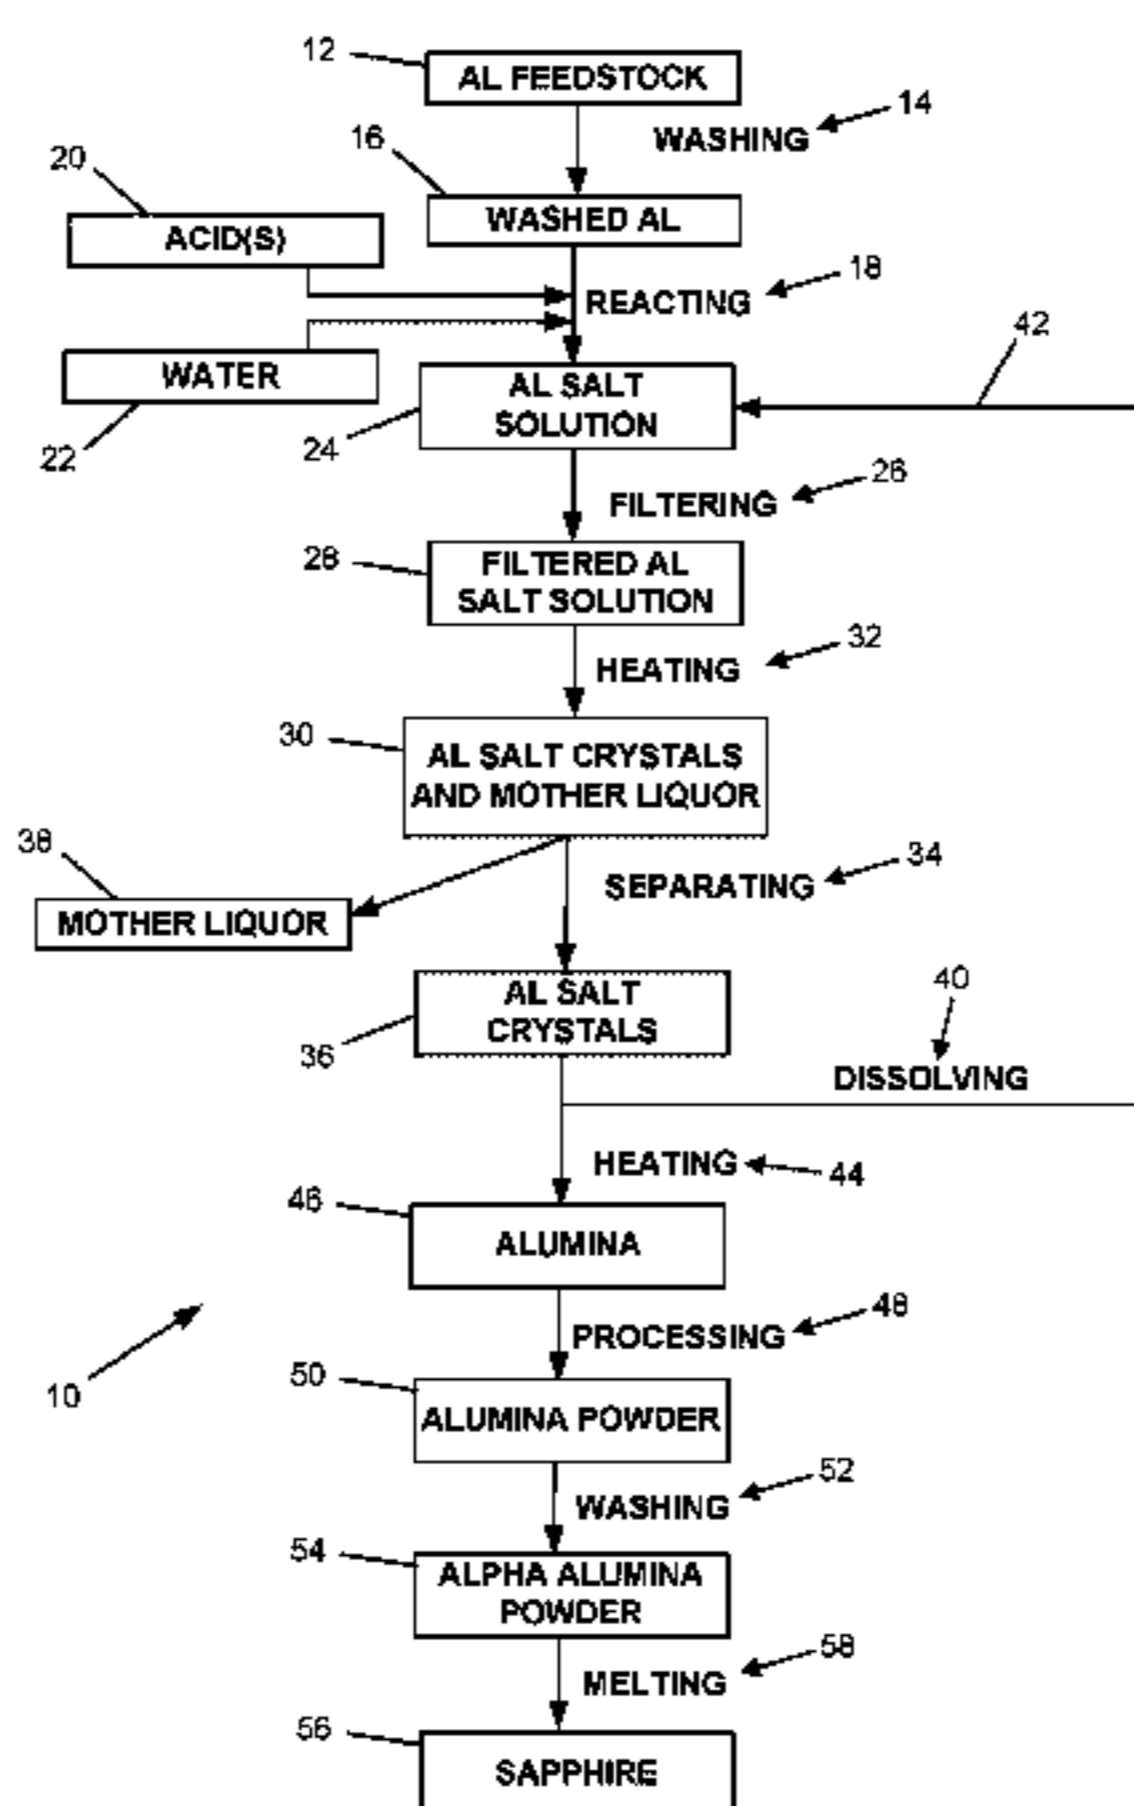 12
AL FEEDSTOCK
14
WASHING
16
20
WASHED AL
ACID(S)
18
REACTING
42
WATER
AL SALT
SOLUTION
24
22
26
FILTERING
28
FILTERED AL
SALT SOLUTION
32
HEATING
30
AL SALT CRYSTALS
AND MOTHER LIQUOR
38
34
SEPARATING
MOTHER LIQUOR
40
AL SALT
CRYSTALS
36
DISSOLVING
HEATING
44
46
ALUMINA
48
PROCESSING
10
50
ALUMINA POWDER
52
WASHING
54
ALPHA ALUMINA
POWDER
58
MELTING
56
SAPPHIRE